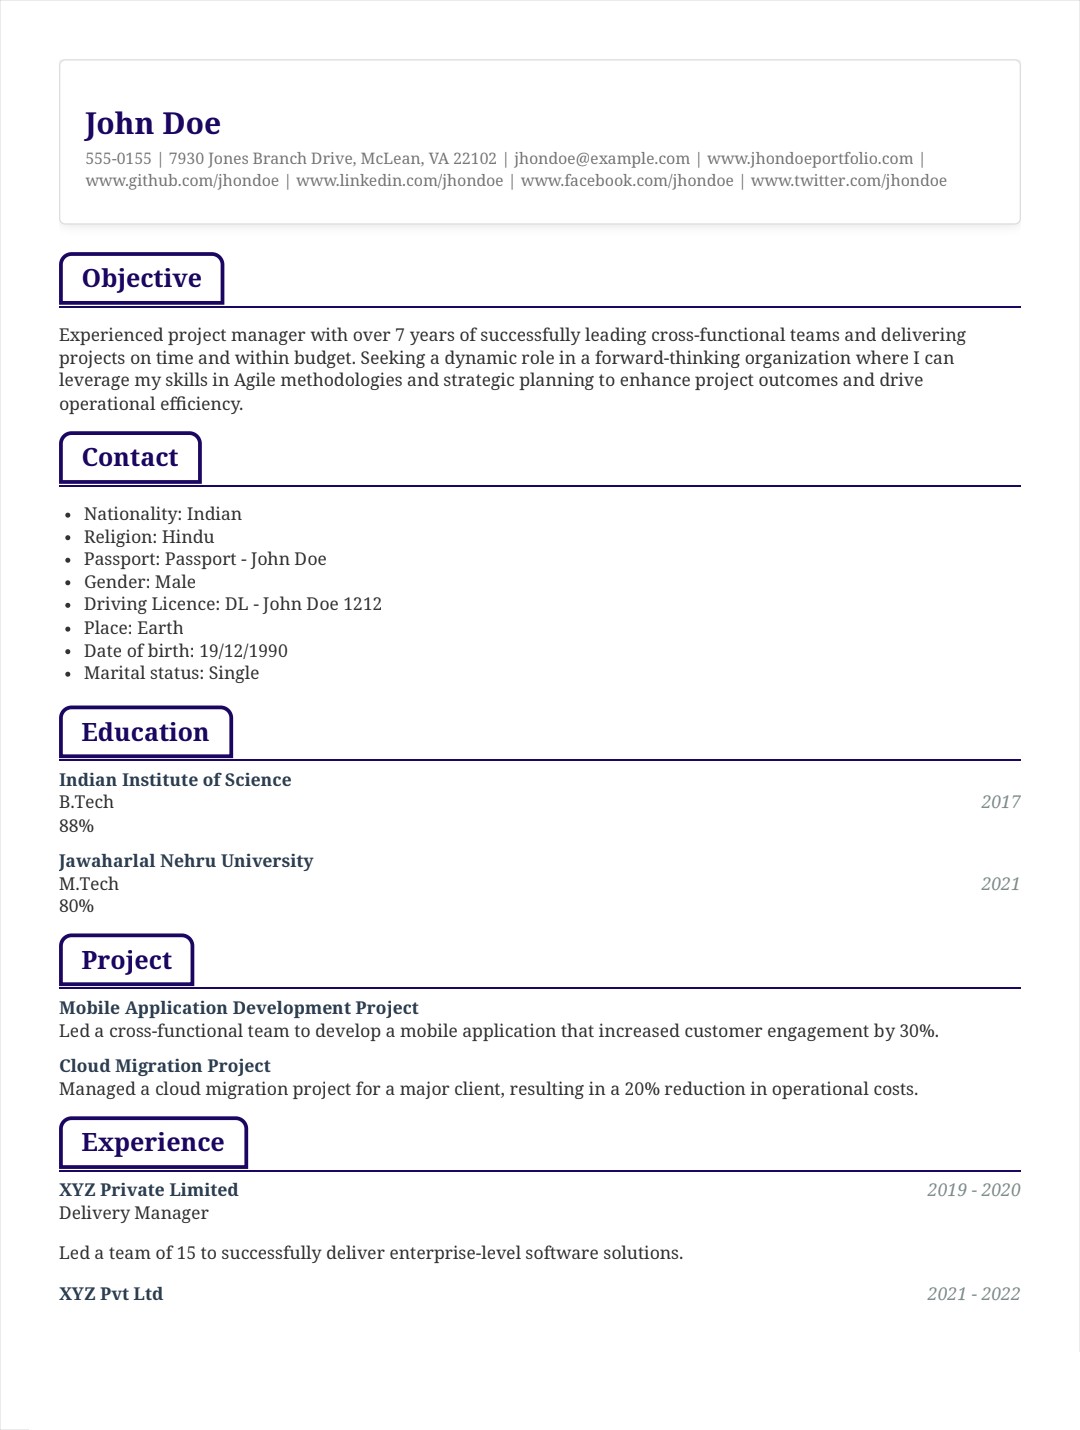 John Doe
555-0155 | 7930 Jones Branch Drive, McLean, VA 22102 | jhondoe@example.com | www.jhondoeportfolio.com |
www.github.com/jhondoe | www.linkedin.com/jhondoe | www.facebook.com/jhondoe | www.twitter.com/jhondoe
Objective
Experienced project manager with over 7 years of successfully leading cross-functional teams and delivering
projects on time and within budget. Seeking a dynamic role in a forward-thinking organization where I can
leverage my skills in Agile methodologies and strategic planning to enhance project outcomes and drive
operational efficiency.
Contact
• Nationality: Indian
• Religion: Hindu
• Passport: Passport - John Doe
• Gender: Male
• Driving Licence: DL - John Doe 1212
• Place: Earth
• Date of birth: 19/12/1990
• Marital status: Single
Education
Indian Institute of Science
B.Tech 2017
88%
Jawaharlal Nehru University
M.Tech 2021
80%
Project
Mobile Application Development Project
Led a cross-functional team to develop a mobile application that increased customer engagement by 30%.
Cloud Migration Project
Managed a cloud migration project for a major client, resulting in a 20% reduction in operational costs.
Experience
XYZ Private Limited 2019 - 2020
Delivery Manager
Led a team of 15 to successfully deliver enterprise-level software solutions.
XYZ Pvt Ltd 2021 - 2022